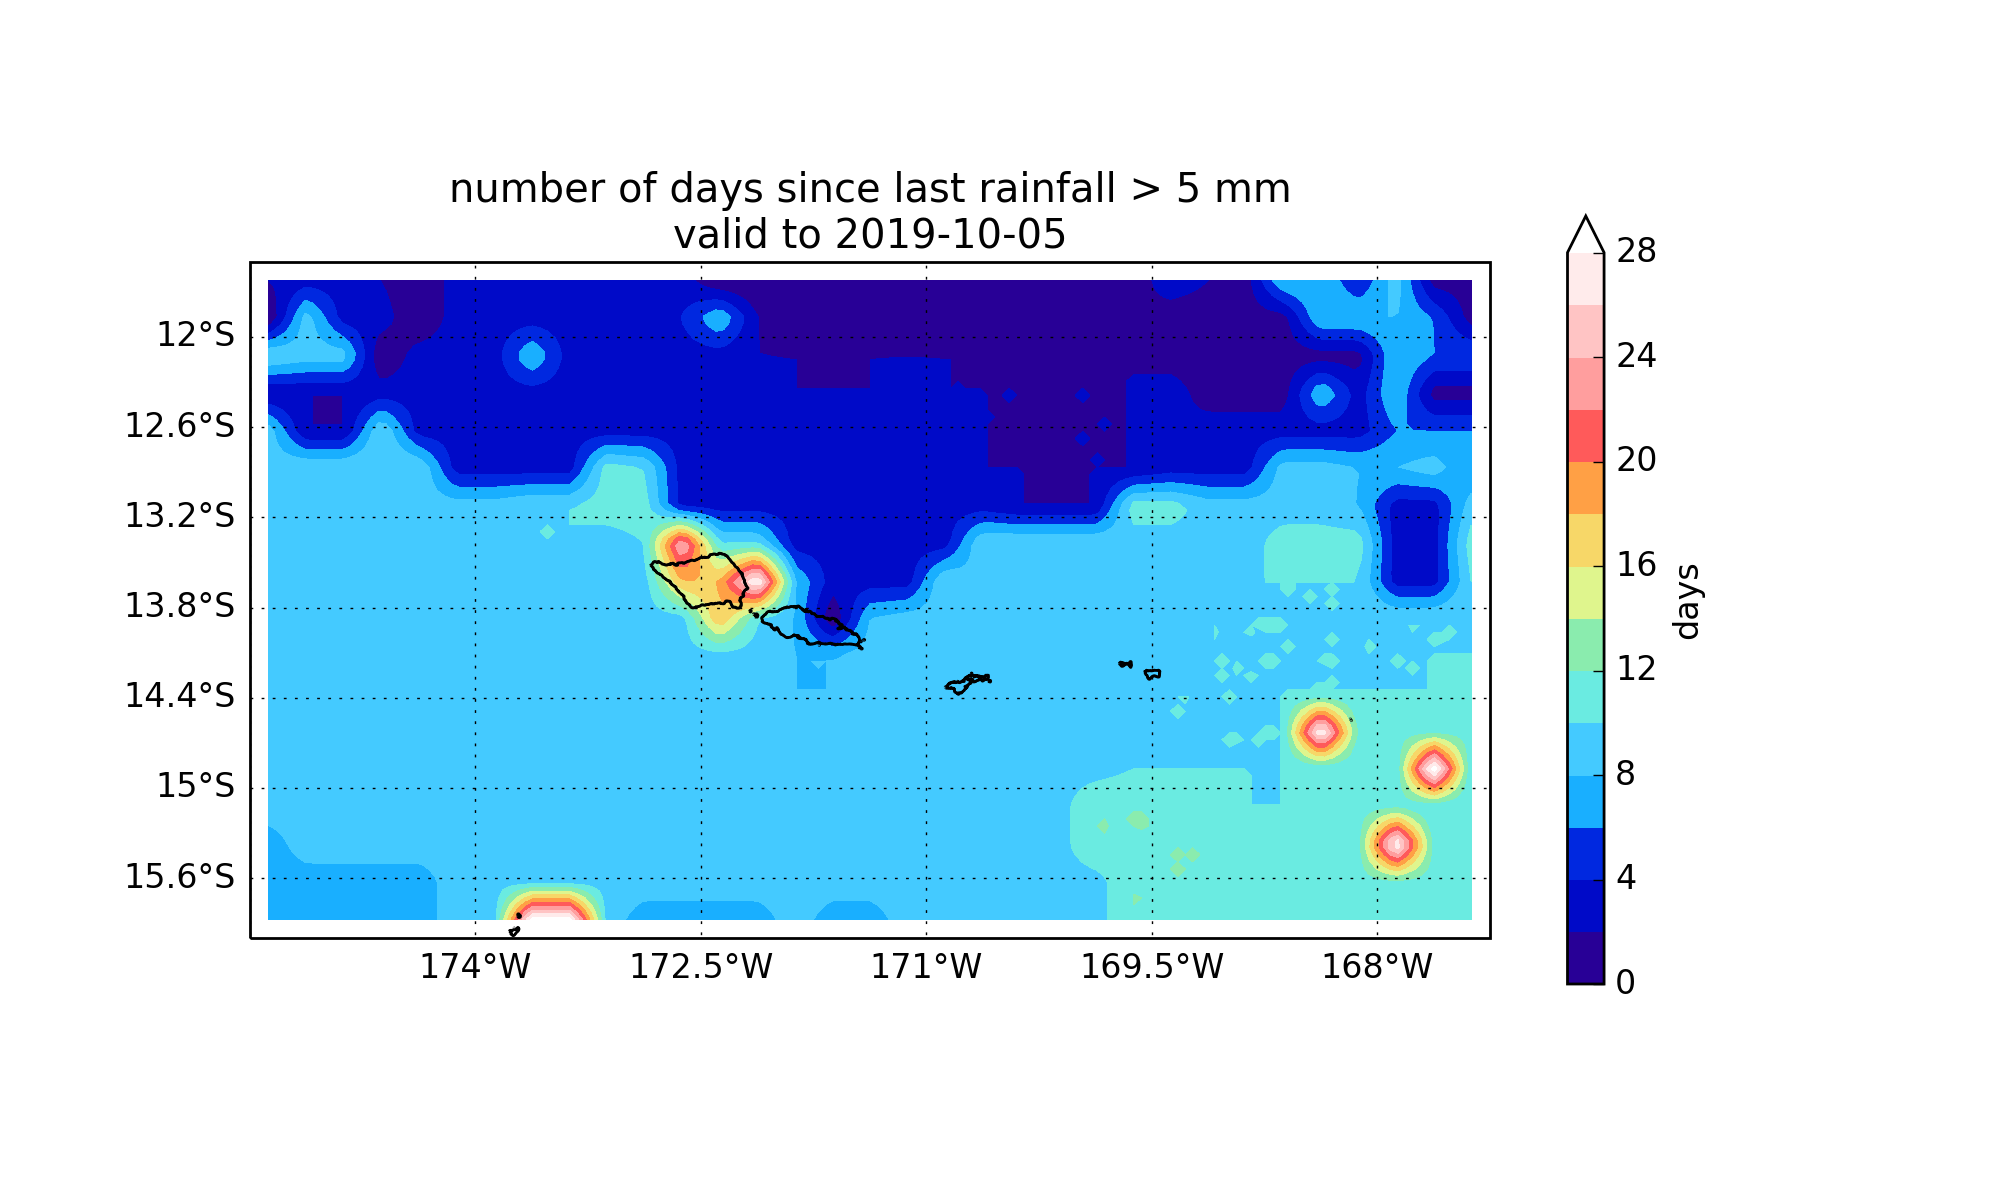 number of days since last rainfall > 5 mm
valid to 2019-10-05
12°S
12.6°S
13.2°S
13.8°S
14.4°S
15°S
15.6°S
174°W
172.5°W
171°W
169.5°W
168°W
28
24
20
16
12
8
4
0
days